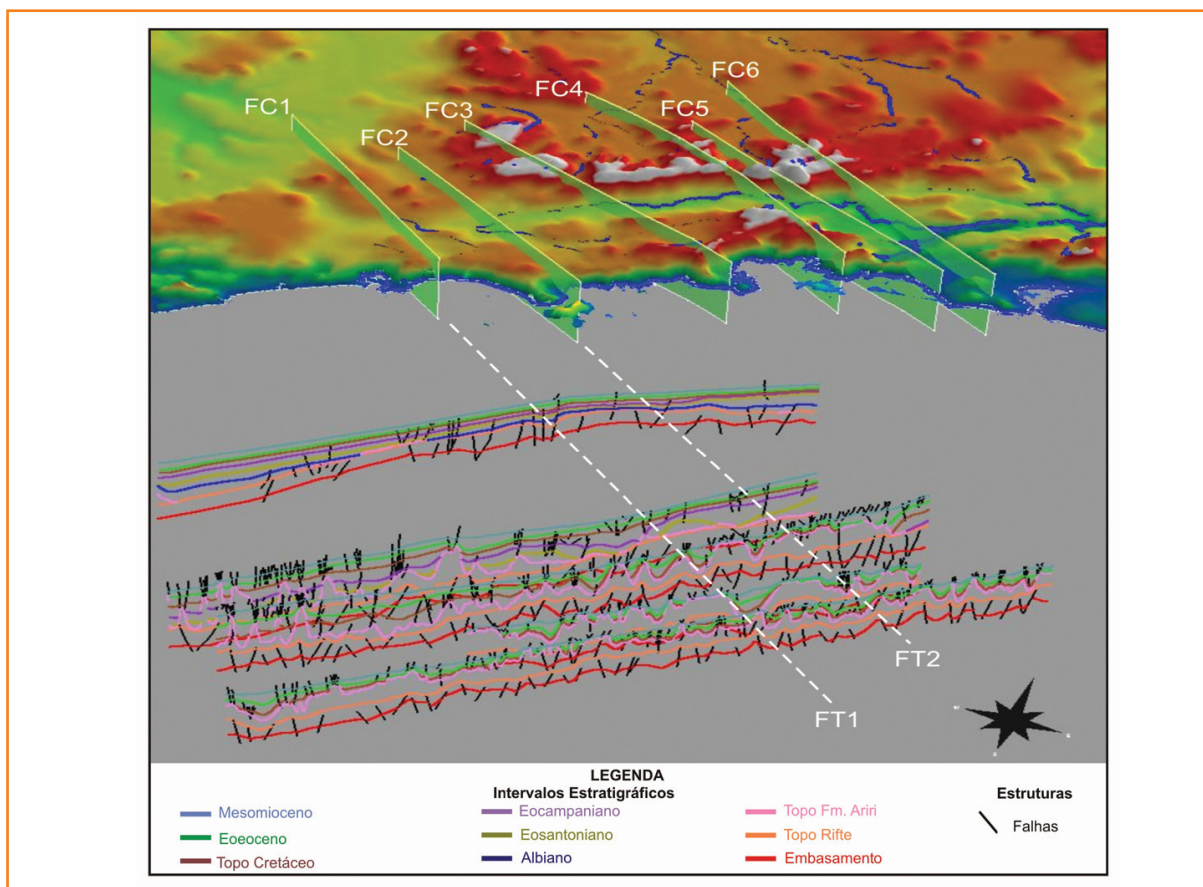 FC1
FC2
FC3
FC4
FC5
FC6
FT2
FT1
LEGENDA
Intervalos Estratigráficos
Estruturas
Mesomioceno
Eocampaniano
Topo Fm. Ariri
Falhas
Eoeoceno
Eosantoniano
Topo Rifte
Topo Cretáceo
Albiano
Embasamento